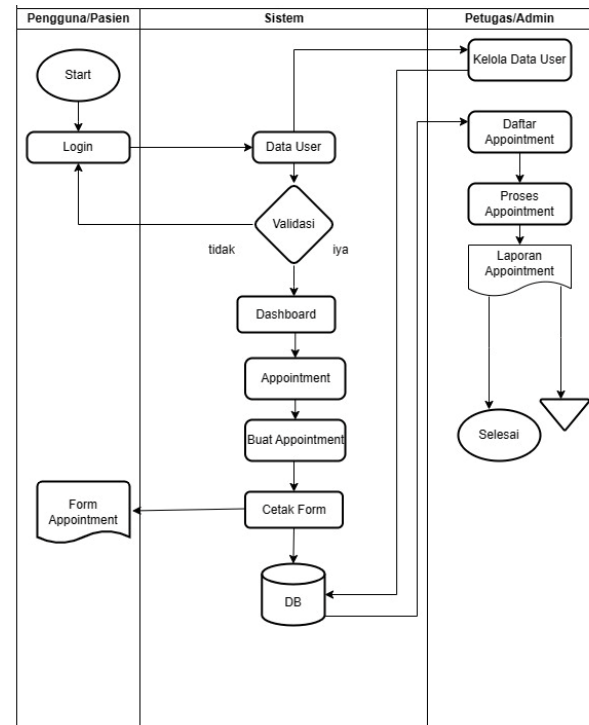 Pengguna/Pasien
Sistem
Petugas/Admin
Start
Kelola Data User
Login
Data User
Daftar
Appointment
Validasi
tidak
iya
Proses
Appointment
Laporan
Appointment
Dashboard
Appointment
Buat Appointment
Selesai
Form
Appointment
Cetak Form
DB